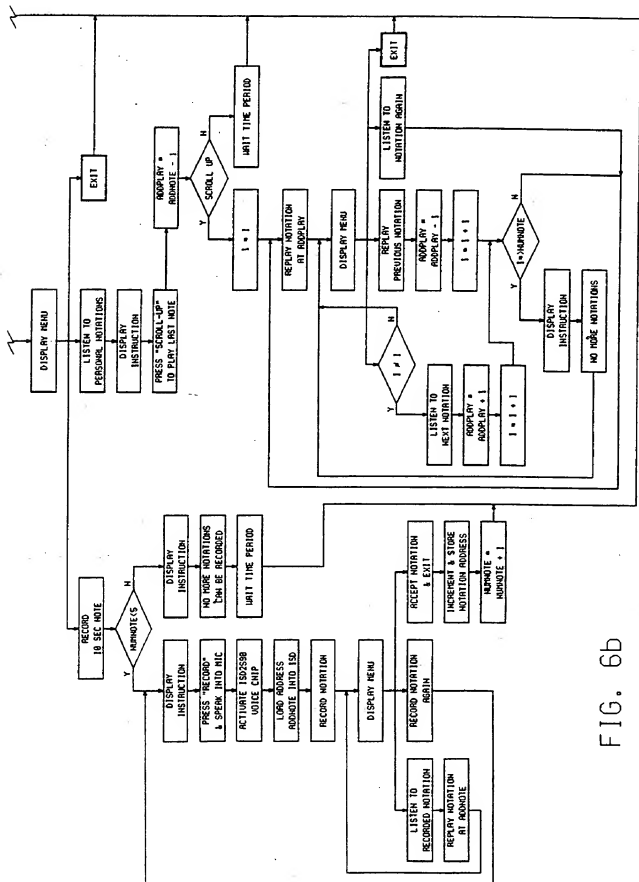 DISPLAY MENU
RECORD
10 SEC NOTE
NUMNOTE<5
Y
N
DISPLAY
INSTRUCTION
PRESS "RECORD"
& SPEAK INTO MIC
ACTIVATE ISD2590
VOICE CHIP
LOAD ADDRESS
ADDNOTE INTO ISD
RECORD NOTATION
DISPLAY MENU
LISTEN TO
RECORDED NOTATION
REPLAY NOTATION
AT ADDNOTE
RECORD NOTATION
AGAIN
ACCEPT NOTATION
& EXIT
INCREMENT & STORE
NOTATION ADDRESS
NUMNOTE =
NUMNOTE + 1
DISPLAY
INSTRUCTION
NO MORE NOTATIONS
CAN BE RECORDED
WAIT TIME PERIOD
LISTEN TO
PERSONAL NOTATIONS
DISPLAY
INSTRUCTION
PRESS "SCROLL-UP"
TO PLAY LAST NOTE
ADDPLAY =
ADDNOTE - 1
SCROLL UP
Y
N
WAIT TIME PERIOD
I = 1
REPLAY NOTATION
AT ADDPLAY
DISPLAY MENU
I ≠ 1
Y
N
LISTEN TO
NEXT NOTATION
ADDPLAY =
ADDPLAY + 1
I = I + 1
REPLAY
PREVIOUS NOTATION
ADDPLAY =
ADDPLAY - 1
I = I + 1
I=>NUMNOTE
Y
N
DISPLAY
INSTRUCTION
NO MORE NOTATIONS
LISTEN TO
NOTATION AGAIN
EXIT
EXIT
FIG. 6b